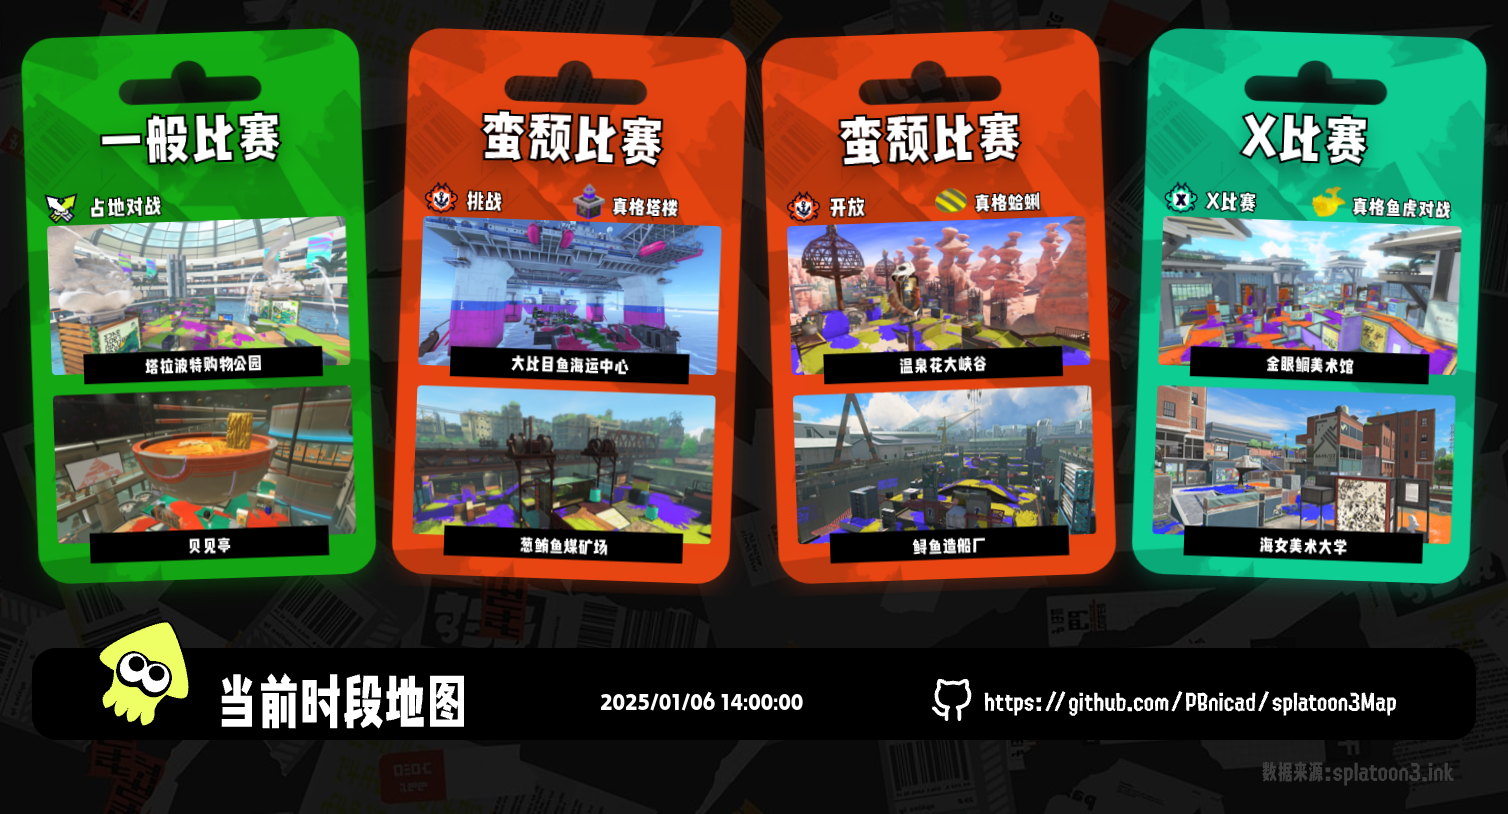 一般比赛
占地对战
塔拉波特购物公园
贝见亭
蛮颓比赛
挑战
真格塔楼
大比目鱼海运中心
葱鲔鱼煤矿场
蛮颓比赛
开放
真格蛤蜊
温泉花大峡谷
鲟鱼造船厂
X比赛
X比赛
真格鱼虎对战
金眼鲷美术馆
海女美术大学
当前时段地图
2025/01/06 14:00:00
https://github.com/PBnicad/splatoon3Map
数据来源:splatoon3.ink